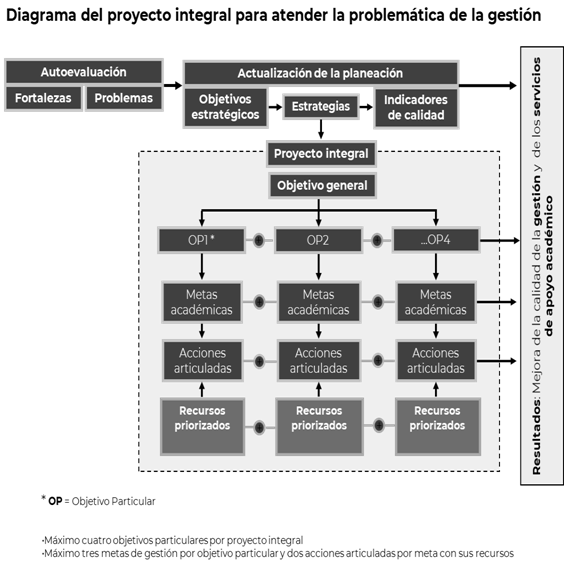 Diagrama del proyecto integral para atender la problemática de la gestión
Autoevaluación
Fortalezas
Problemas
Actualización de la planeación
Objetivos
estratégicos
Estrategias
Indicadores
de calidad
Proyecto integral
Objetivo general
OP1 *
OP2
...OP4
Metas
académicas
Metas
académicas
Metas
académicas
Acciones
articuladas
Acciones
articuladas
Acciones
articuladas
Recursos
priorizados
Recursos
priorizados
Recursos
priorizados
Resultados: Mejora de la calidad de la gestión y de los servicios
de apoyo académico
* OP = Objetivo Particular
•Máximo cuatro objetivos particulares por proyecto integral
•Máximo tres metas de gestión por objetivo particular y dos acciones articuladas por meta con sus recursos